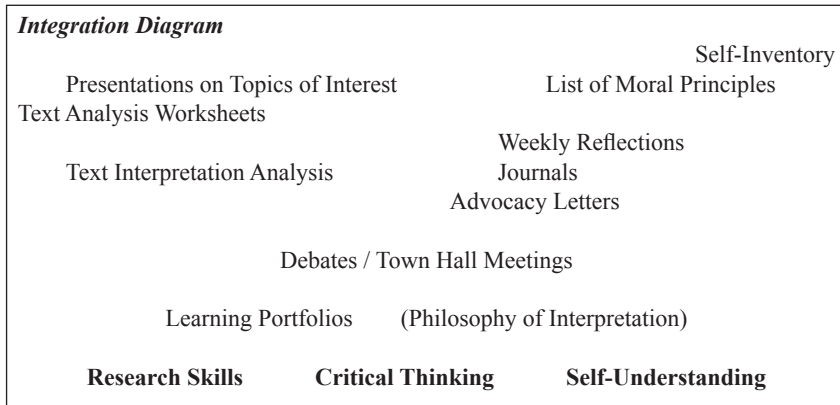 Integration Diagram
Self-Inventory
Presentations on Topics of Interest List of Moral Principles
Text Analysis Worksheets
Weekly Reflections
Text Interpretation Analysis Journals
Advocacy Letters
Debates / Town Hall Meetings
Learning Portfolios (Philosophy of Interpretation)
Research Skills Critical Thinking Self-Understanding